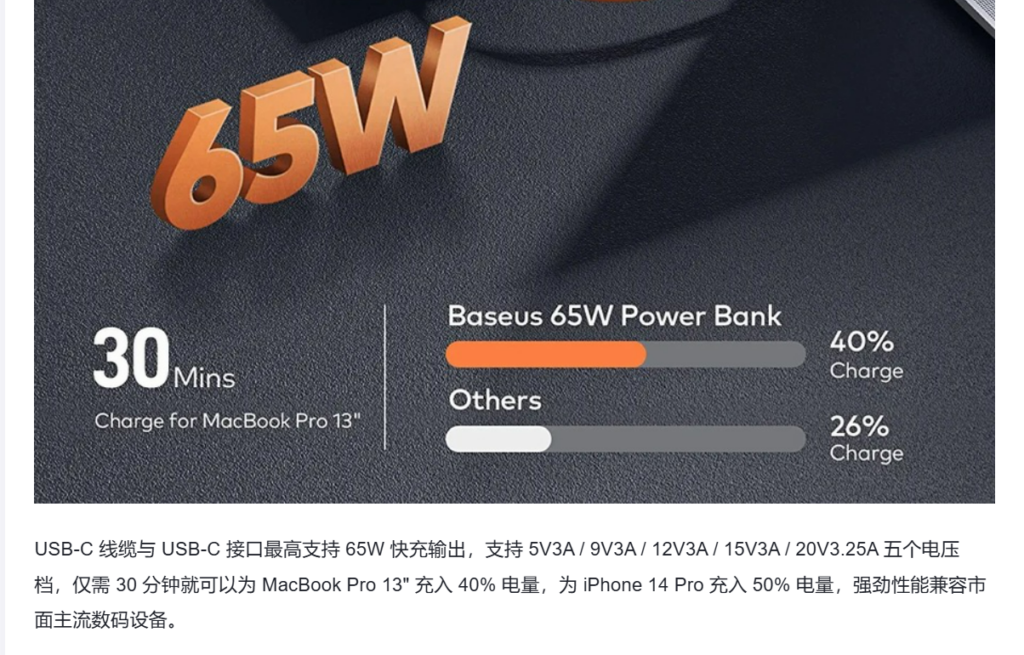 65W
30 Mins
Charge for MacBook Pro 13"
Baseus 65W Power Bank
40%
Charge
Others
26%
Charge
USB-C 线缆与 USB-C 接口最高支持 65W 快充输出，支持 5V3A / 9V3A / 12V3A / 15V3A / 20V3.25A 五个电压
档，仅需 30 分钟就可以为 MacBook Pro 13" 充入 40% 电量，为 iPhone 14 Pro 充入 50% 电量，强劲性能兼容市
面主流数码设备。